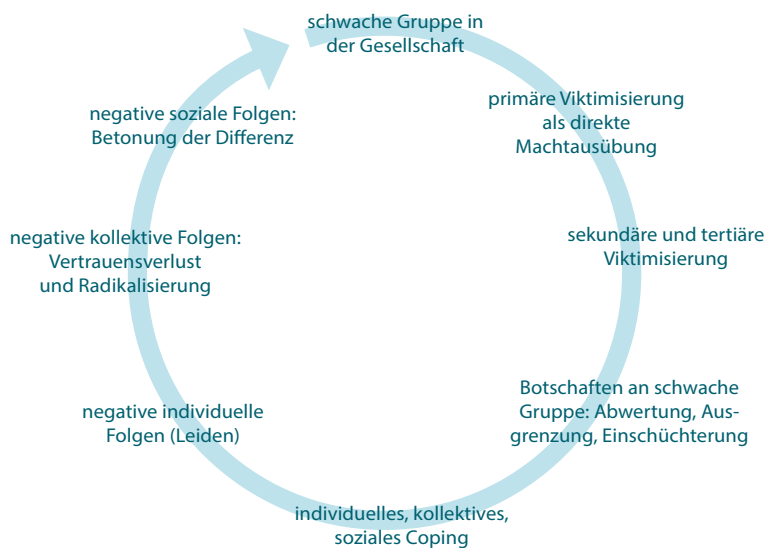 schwache Gruppe in
der Gesellschaft
primäre Viktimisierung
als direkte
Machtausübung
sekundäre und tertiäre
Viktimisierung
Botschaften an schwache
Gruppe: Abwertung, Aus-
grenzung, Einschüchterung
individuelles, kollektives,
soziales Coping
negative individuelle
Folgen (Leiden)
negative kollektive Folgen:
Vertrauensverlust
und Radikalisierung
negative soziale Folgen:
Betonung der Differenz